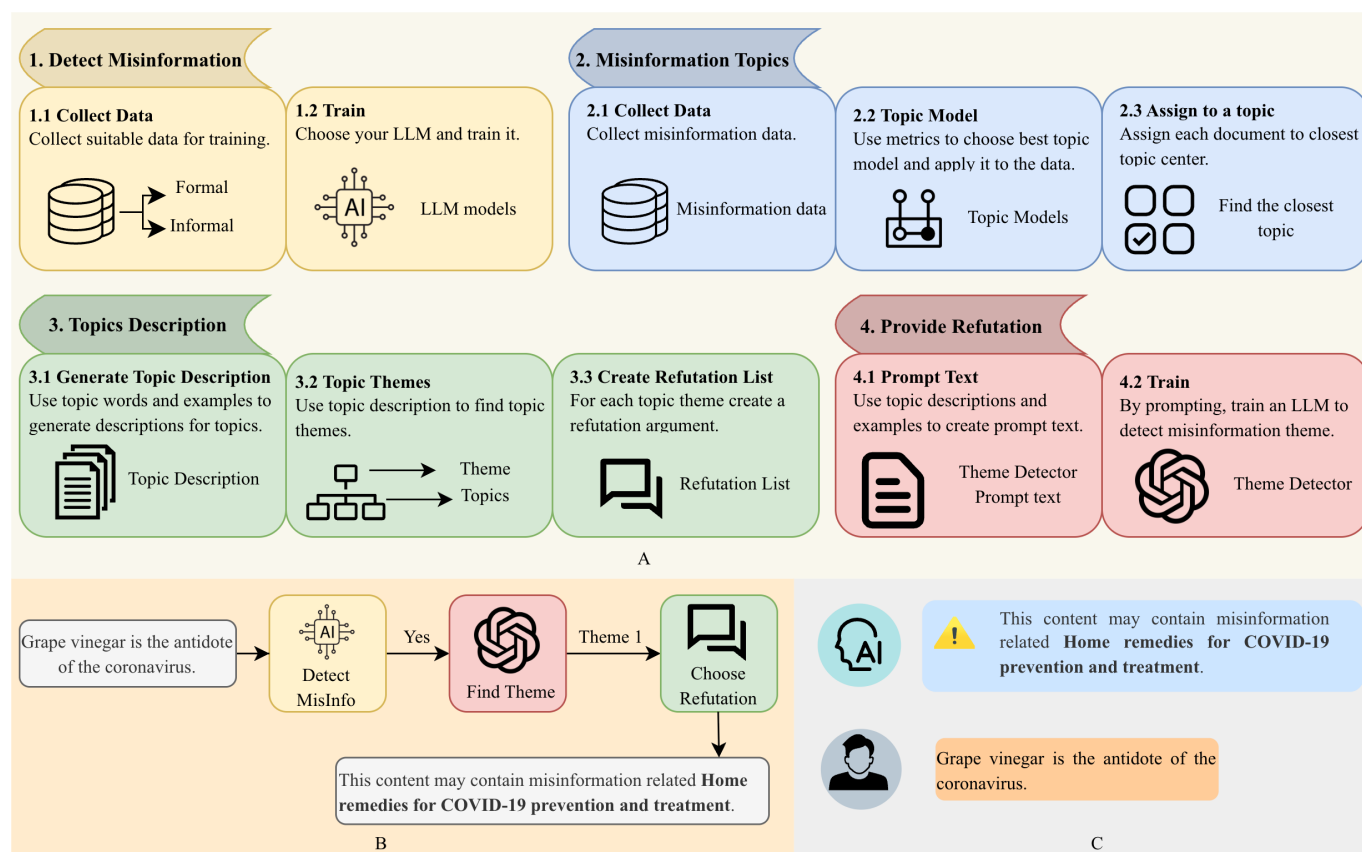 1. Detect Misinformation
1.1 Collect Data
Collect suitable data for training.
Formal
Informal
1.2 Train
Choose your LLM and train it.
AI
LLM models
2. Misinformation Topics
2.1 Collect Data
Collect misinformation data.
Misinformation data
2.2 Topic Model
Use metrics to choose best topic
model and apply it to the data.
Topic Models
2.3 Assign to a topic
Assign each document to closest
topic center.
Find the closest
topic
3. Topics Description
3.1 Generate Topic Description
Use topic words and examples to
generate descriptions for topics.
Topic Description
3.2 Topic Themes
Use topic description to find topic
themes.
Theme
Topics
3.3 Create Refutation List
For each topic theme create a
refutation argument.
Refutation List
4. Provide Refutation
4.1 Prompt Text
Use topic descriptions and
examples to create prompt text.
Theme Detector
Prompt text
4.2 Train
By prompting, train an LLM to
detect misinformation theme.
Theme Detector
A
Grape vinegar is the antidote
of the coronavirus.
AI
Detect
MisInfo
Yes
Find Theme
Theme 1
Choose
Refutation
This content may contain misinformation related Home
remedies for COVID-19 prevention and treatment.
B
AI
This content may contain misinformation
related Home remedies for COVID-19
prevention and treatment.
Grape vinegar is the antidote of the
coronavirus.
C